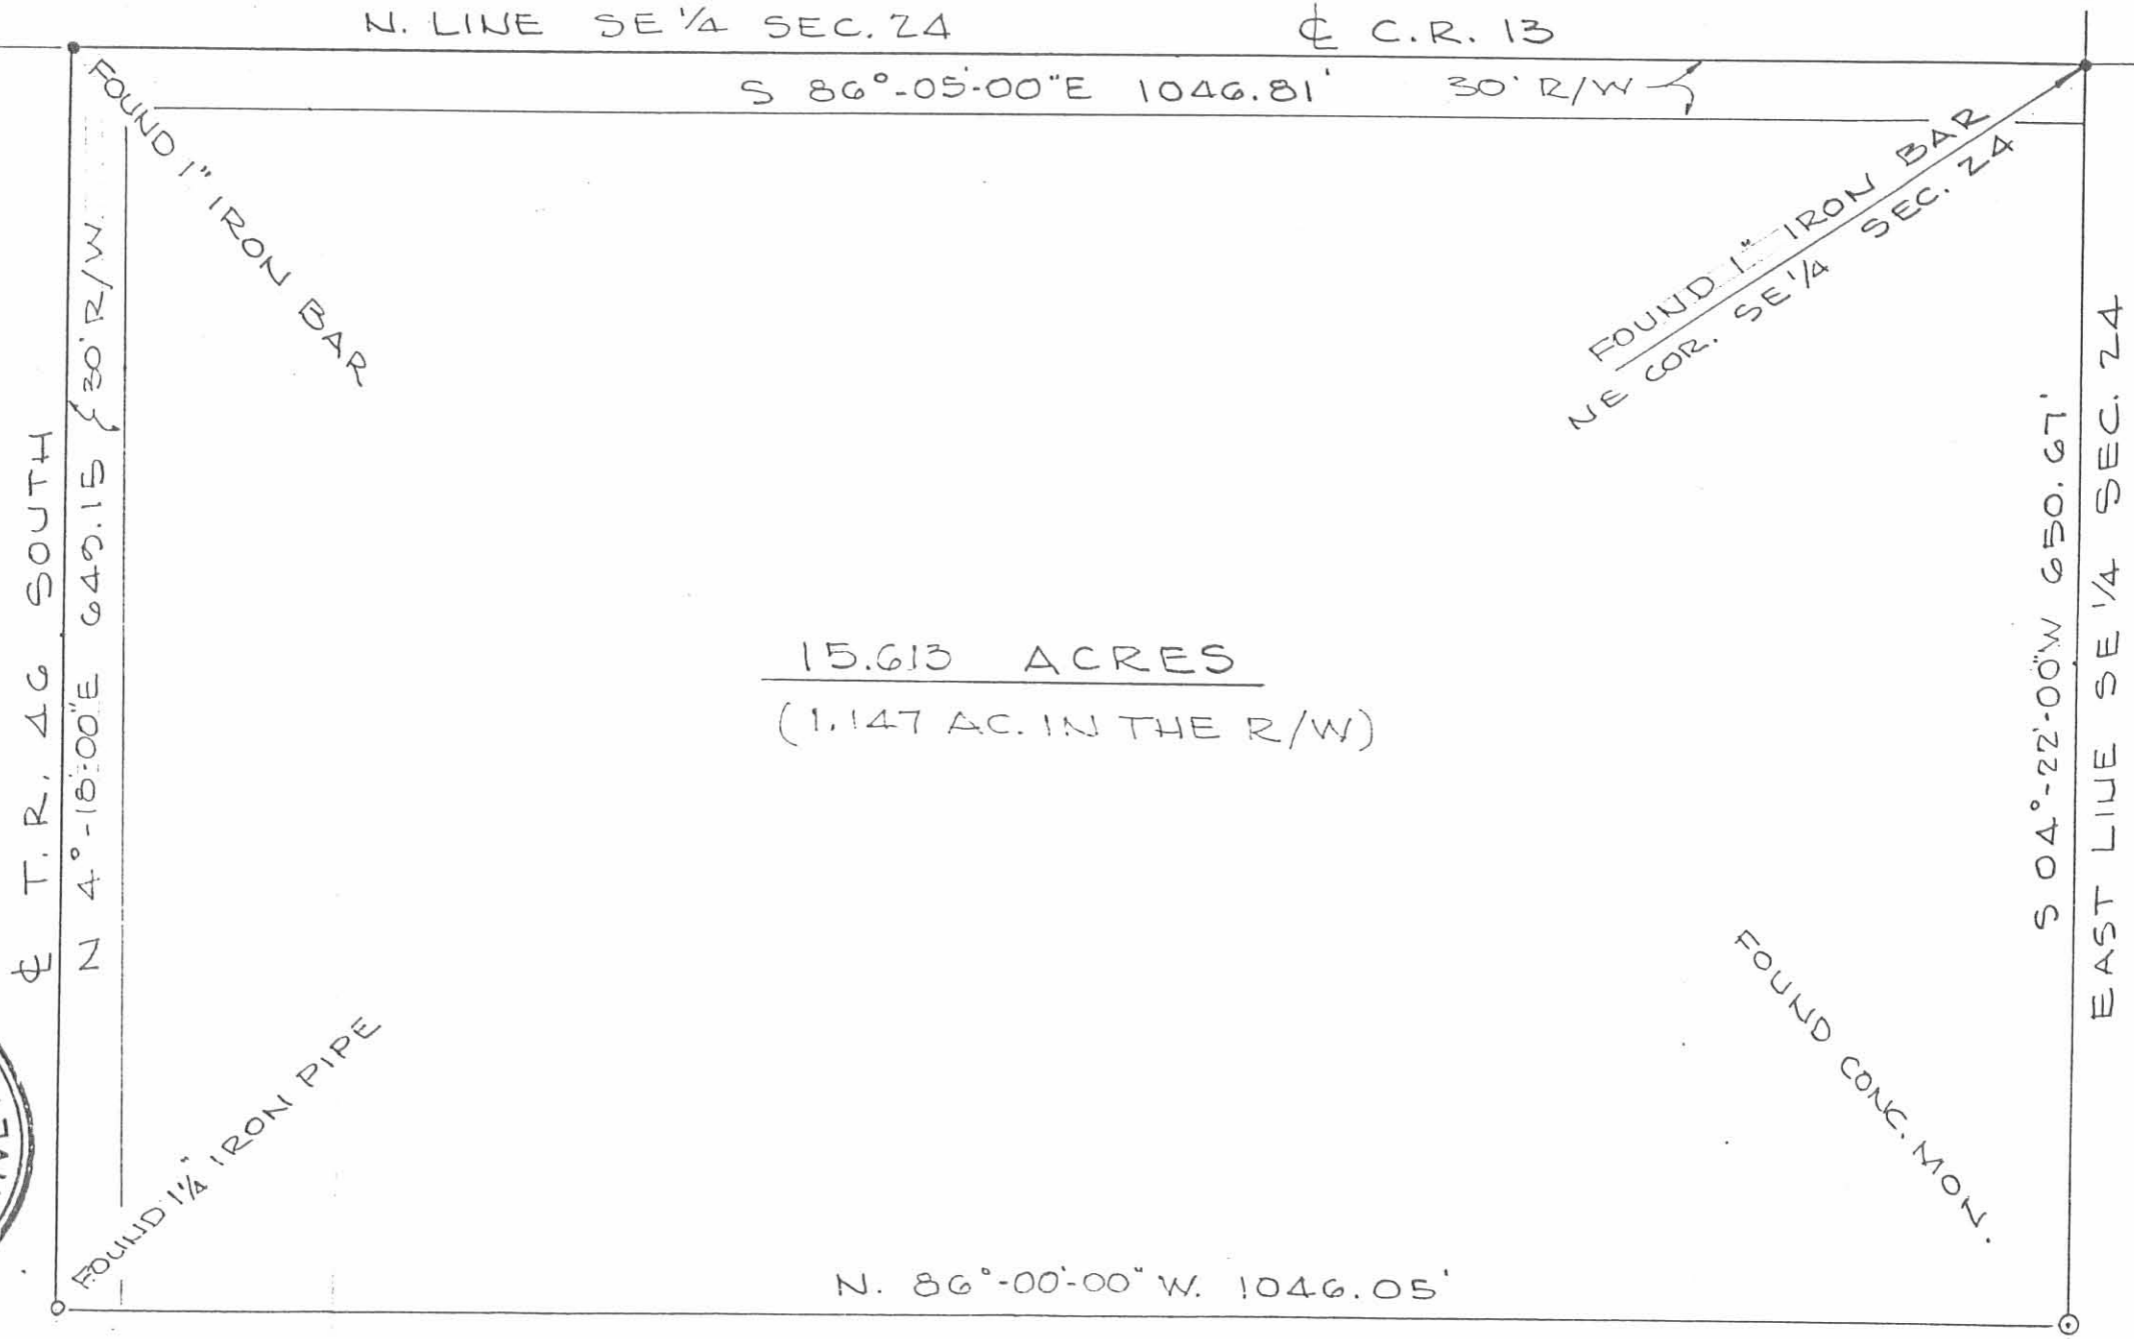 N. LINE SE 1/4 SEC. 24
℄ C.R. 13
S 86°-05'-00"E 1046.81'
30' R/W
FOUND 1" IRON BAR
FOUND 1" IRON BAR
NE COR. SE 1/4 SEC. 24
℄ T.R. 46 SOUTH
N 4°-18'-00"E 649.15
30' R/W
15.613 ACRES
(1.147 AC. IN THE R/W)
S 04°-22'-00"W 650.67'
EAST LINE SE 1/4 SEC. 24
FOUND 1 1/4" IRON PIPE
FOUND CONC. MON.
N. 86°-00'-00" W. 1046.05'